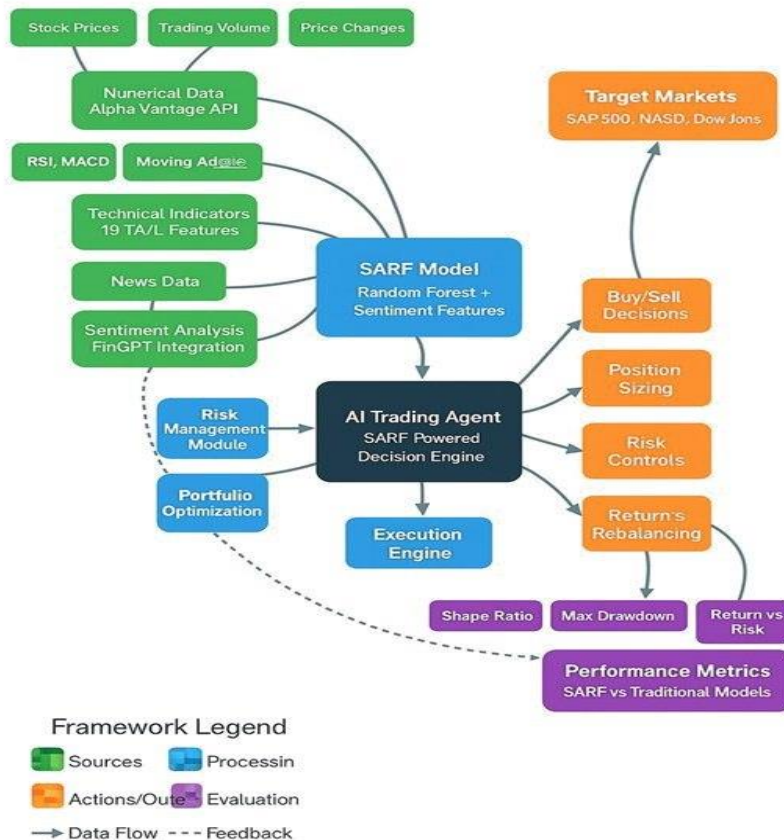 Stock Prices
Trading Volume
Price Changes
Nunerical Data
Alpha Vantage API
Target Markets
SAP 500, NASD, Dow Jons
RSI, MACD
Moving
Technical Indicators
19 TA/L Features
SARF Model
Random Forest +
Sentiment Features
News Data
Buy/Sell
Decisions
Sentiment Analysis
FinGPT Integration
Position
Sizing
AI Trading Agent
SARF Powered
Decision Engine
Risk
Management
Module
Risk
Controls
Portfulio
Optimization
Return:s
Rebalancing
Execution
Engine
Shape Ratio
Max Drawdown
Return vs
Risk
Performance Metrics
SARF vs Traditional Models
Framework Legend
Sources
Processin
Actions/Oute
Evaluation
Data Flow
Feedback